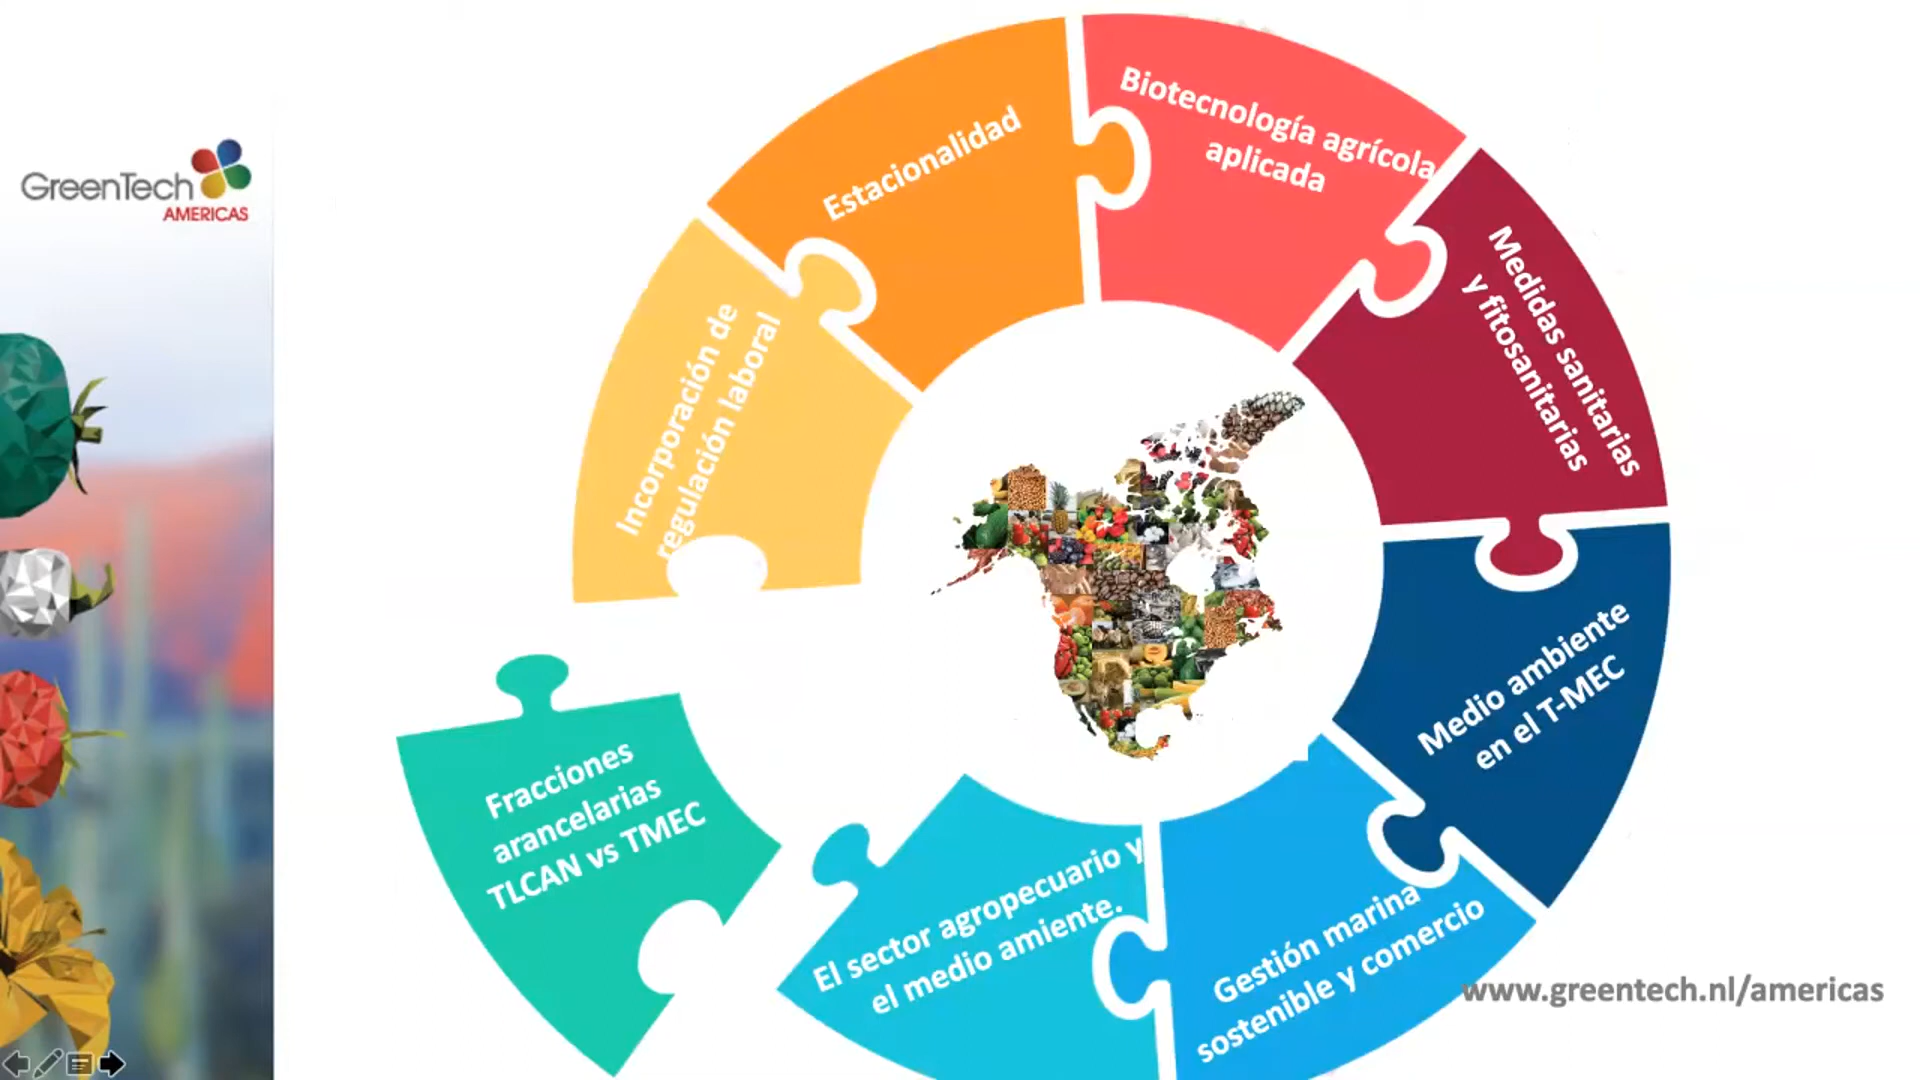 GreenTech
AMERICAS
Estacionalidad
Biotecnología agrícola
aplicada
Medidas sanitarias
y fitosanitarias
Medio ambiente
en el T-MEC
Gestión marina
sostenible y comercio
El sector agropecuario y
el medio amiente.
Fracciones
arancelarias
TLCAN vs TMEC
Incorporación de
regulación laboral
www.greentech.nl/americas